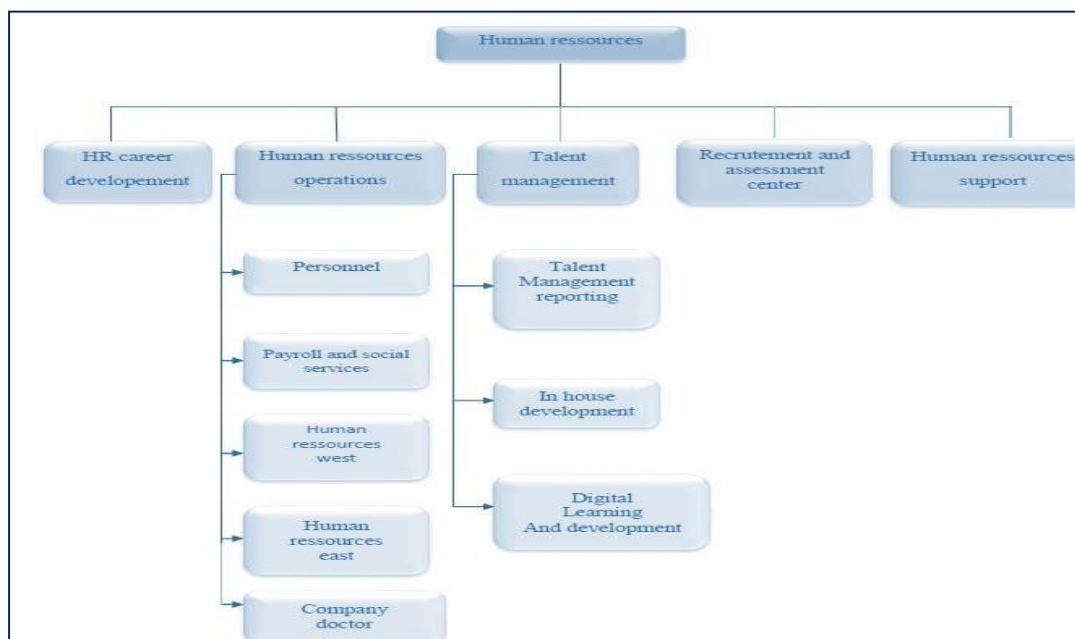 Human ressources
HR career
developement
Human ressources
operations
Talent
management
Recrutement and
assessment
center
Human ressources
support
Personnel
Payroll and social
services
Human
ressources
west
Human
ressources
east
Company
doctor
Talent
Management
reporting
In house
development
Digital
Learning
And development